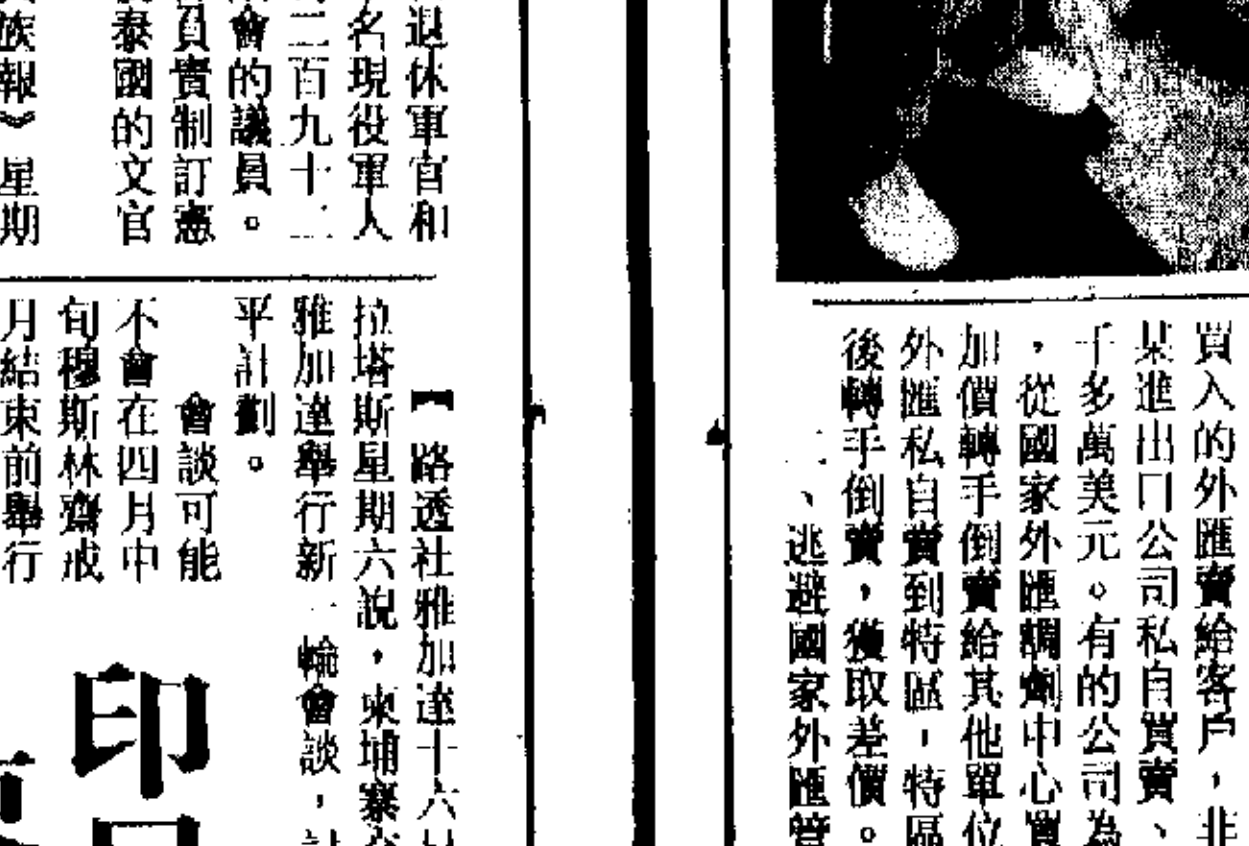 買入的外匯賣給客戶，非
某進出口公司私自買賣、
千多萬美元。有的公司為
，從國家外匯調劑中心買
加價轉手倒賣給其他單位
外匯私自賣到特區，特區
後轉手倒賣，獲取差價。
二、逃避國家外匯管
退休軍官和
名現役軍人
二百九十二
會的議員。
員責制訂憲
泰國的文官
族報》星期
【路透社雅加達十六日
拉塔斯星期六說，柬埔寨交
雅加達舉行新一輪會談，討
平計劃。
會談可能
不會在四月中
旬穆斯林齋戒
月結束前舉行
印